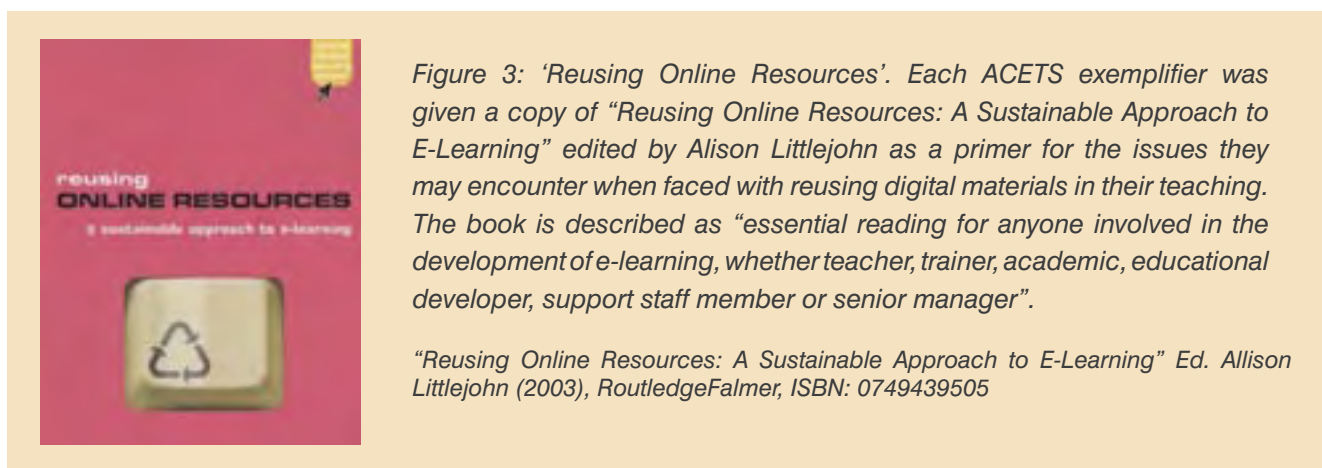 reusing
ONLINE RESOURCES
a sustainable approach to e-learning
Figure 3: ‘Reusing Online Resources’. Each ACETS exemplifier was
given a copy of “Reusing Online Resources: A Sustainable Approach to
E-Learning” edited by Alison Littlejohn as a primer for the issues they
may encounter when faced with reusing digital materials in their teaching.
The book is described as “essential reading for anyone involved in the
development of e-learning, whether teacher, trainer, academic, educational
developer, support staff member or senior manager”.
“Reusing Online Resources: A Sustainable Approach to E-Learning” Ed. Allison
Littlejohn (2003), RoutledgeFalmer, ISBN: 0749439505